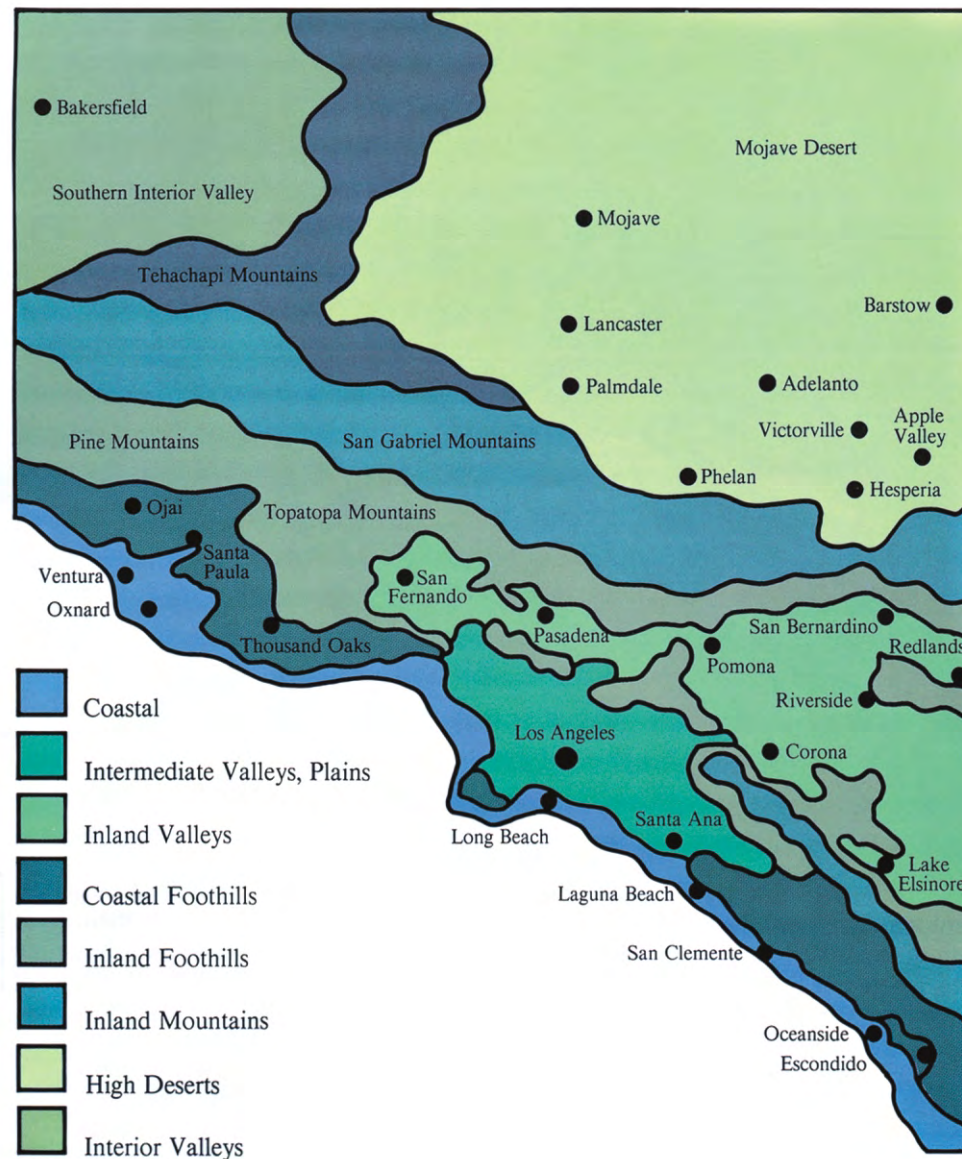 Bakersfield
Mojave Desert
Southern Interior Valley
Mojave
Tehachapi Mountains
Barstow
Lancaster
Palmdale
Adelanto
Apple
Valley
Victorville
Pine Mountains
San Gabriel Mountains
Phelan
Hesperia
Ojai
Topatopa Mountains
Santa
Paula
Ventura
San
Fernando
Oxnard
Pasadena
San Bernardino
Redlands
Thousand Oaks
Pomona
Riverside
Los Angeles
Corona
Long Beach
Santa Ana
Lake
Elsinore
Laguna Beach
San Clemente
Oceanside
Escondido
Coastal
Intermediate Valleys, Plains
Inland Valleys
Coastal Foothills
Inland Foothills
Inland Mountains
High Deserts
Interior Valleys